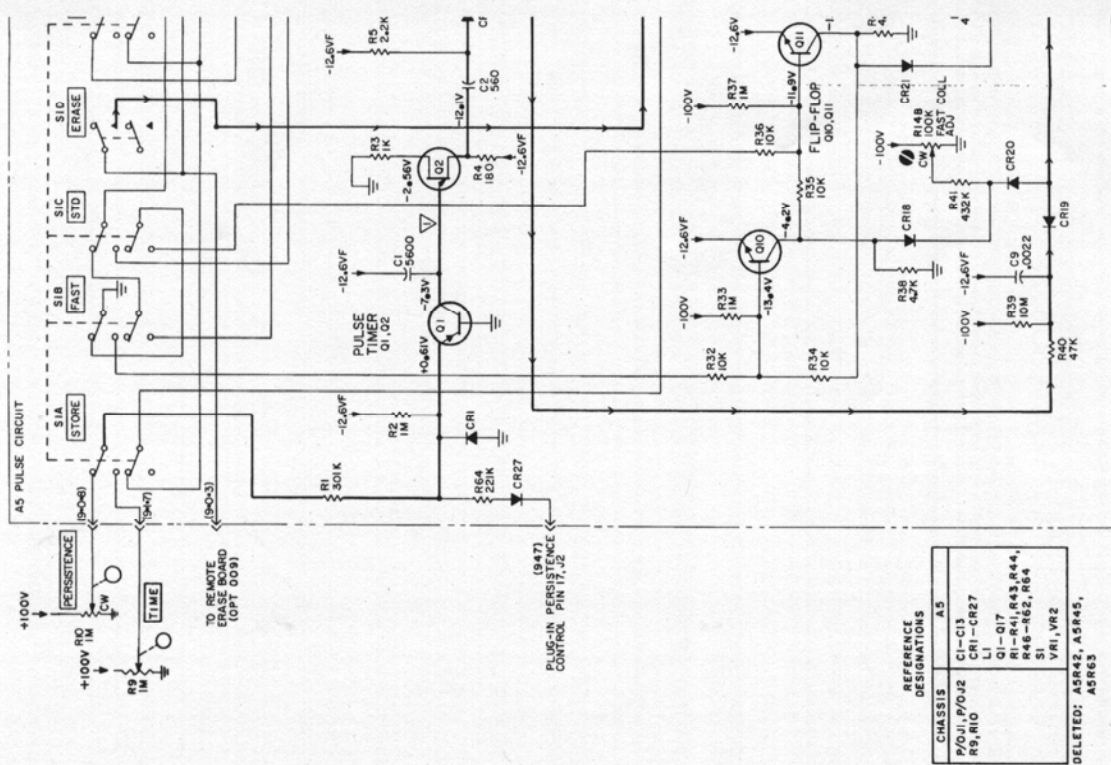 A5 PULSE CIRCUIT
S1A
STORE
S1B
FAST
S1C
STD
S1D
ERASE
+100V
R10
1M
PERSISTENCE
CW
(9-0-8)
+100V
R9
1M
TIME
(9-1-7)
(9-0-3)
TO REMOTE
ERASE BOARD
(OPT 009)
R1
301K
-12.6VF
R2
1M
CR1
R64
221K
CR27
(947)
PLUG-IN PERSISTENCE
CONTROL PIN 17, J2
PULSE
TIMER
Q1,Q2
+0.61V
Q1
-7.3V
-12.6VF
C1
5600
R3
1K
-2.56V
Q2
R4
180
-12.6VF
-12.1V
C2
560
-12.6VF
R5
2.2K
CF
R32
10K
-100V
R33
1M
R34
10K
-13.4V
-12.6VF
Q10
-4.2V
R35
10K
R36
10K
-100V
R37
1M
FLIP-FLOP
Q10,Q11
-11.9V
-12.6V
Q11
R38
4.7K
CR18
CR21
-100V
R14B
100K
FAST COLL
ADJ
CW
R41
432K
CR20
CR19
-12.6VF
C9
.0022
-100V
R39
10M
R40
47K
REFERENCE
DESIGNATIONS
CHASSIS A5
P/OJ1,P/OJ2 C1-C13
R9,R10 CR1-CR27
L1
Q1-Q17
R1-R41,R43,R44,
R46-R62,R64
S1
VR1,VR2
DELETED: A5R42, A5R45,
A5R63